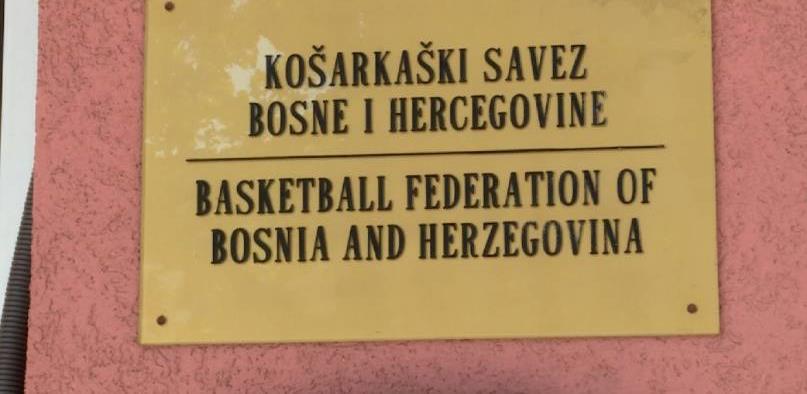 KOŠARKAŠKI SAVEZ
BOSNE I HERCEGOVINE
BASKETBALL FEDERATION OF
BOSNIA AND HERZEGOVINA